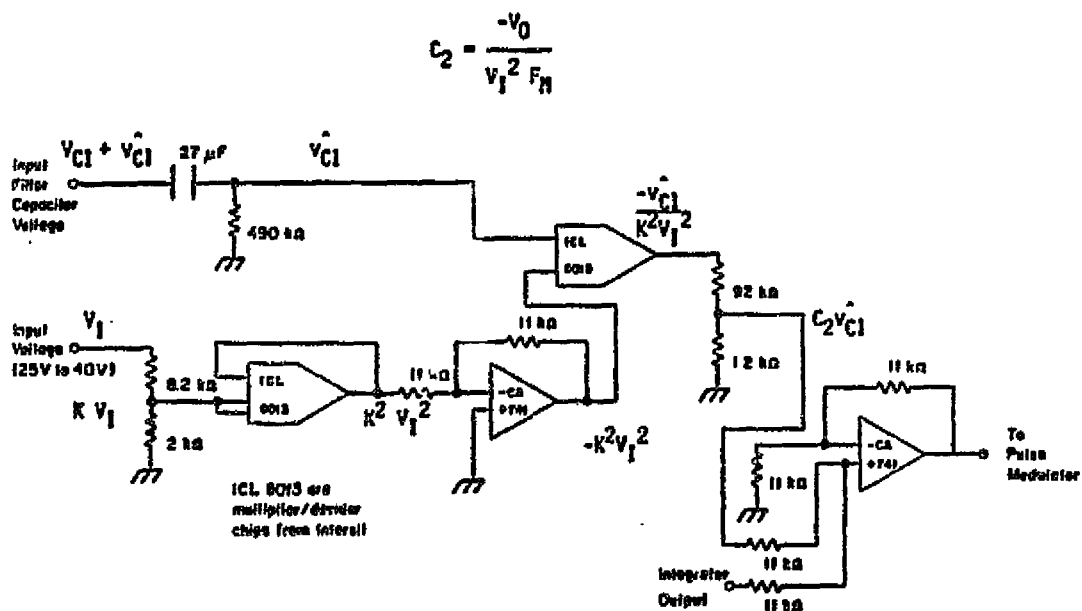 C₂ = -V₀ / V_I² F_M
V_CI + v̂_CI
27 µF
v̂_CI
Input
Filter
Capacitor
Voltage
490 kΩ
ICL
8013
-v̂_CI / K²V_I²
92 kΩ
C₂v̂_CI
12 kΩ
Input
Voltage
(25V to 40V)
V_I
8.2 kΩ
K V_I
2 kΩ
ICL
8013
K² V_I²
11 kΩ
11 kΩ
-CA
+741
-K²V_I²
ICL 8013 are
multiplier/divider
chips from Intersil
11 kΩ
-CA
+741
To
Pulse
Modulator
11 kΩ
11 kΩ
Integrator
Output
11 kΩ